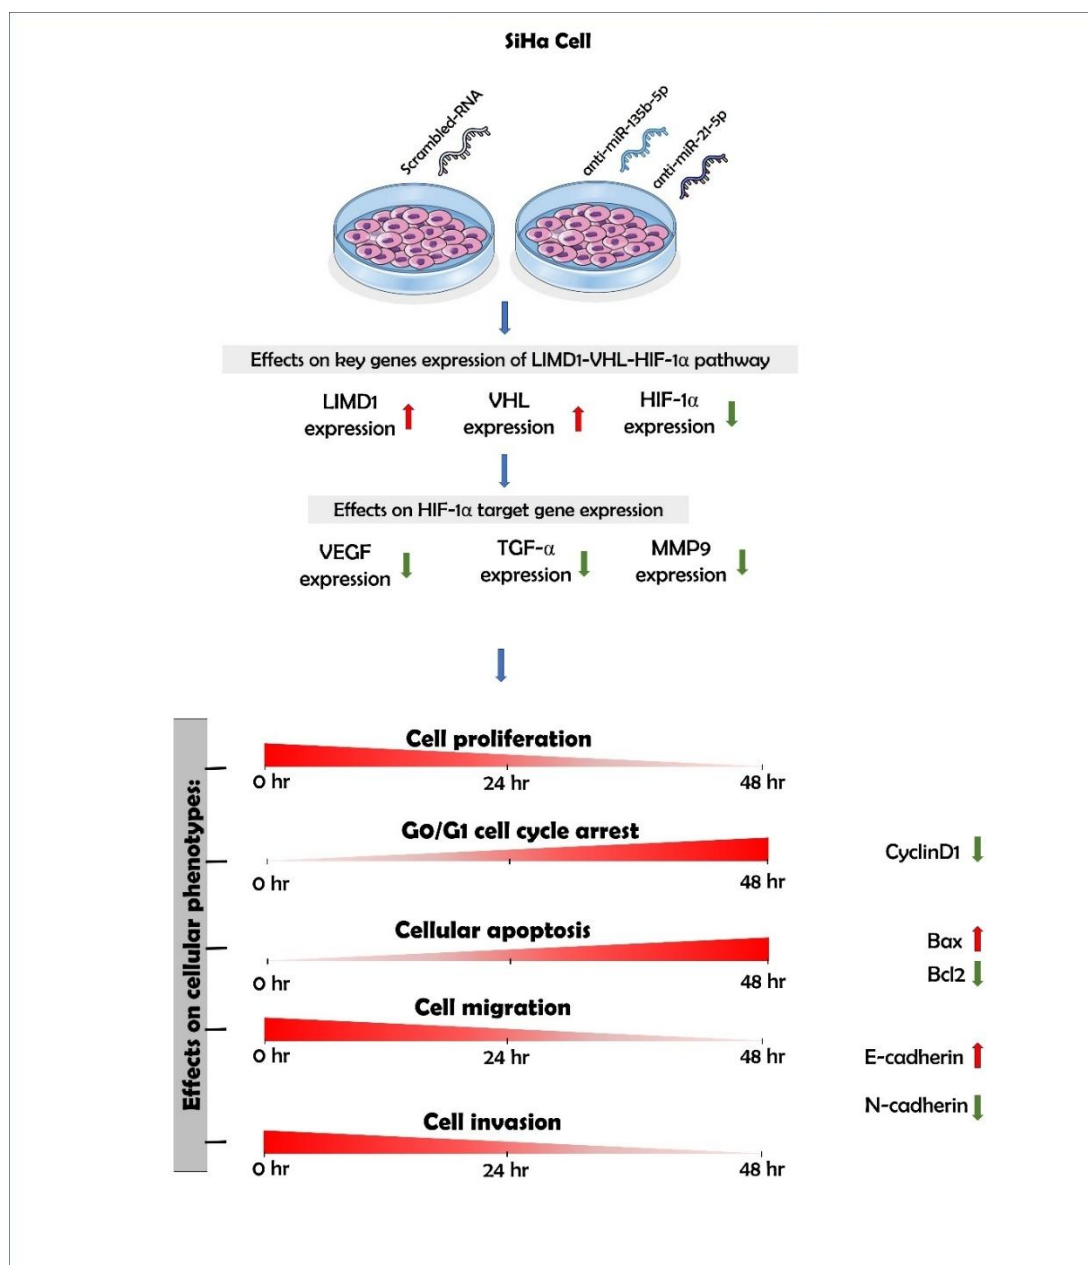 SiHa Cell
Scrambled-RNA
anti-miR-135b-5p
anti-miR-21-5p
Effects on key genes expression of LIMD1-VHL-HIF-1α pathway
LIMD1
expression
VHL
expression
HIF-1α
expression
Effects on HIF-1α target gene expression
VEGF
expression
TGF-α
expression
MMP9
expression
Effects on cellular phenotypes:
Cell proliferation
0 hr
24 hr
48 hr
G0/G1 cell cycle arrest
0 hr
48 hr
CyclinD1
Cellular apoptosis
0 hr
48 hr
Bax
Bcl2
Cell migration
0 hr
24 hr
48 hr
E-cadherin
N-cadherin
Cell invasion
0 hr
24 hr
48 hr